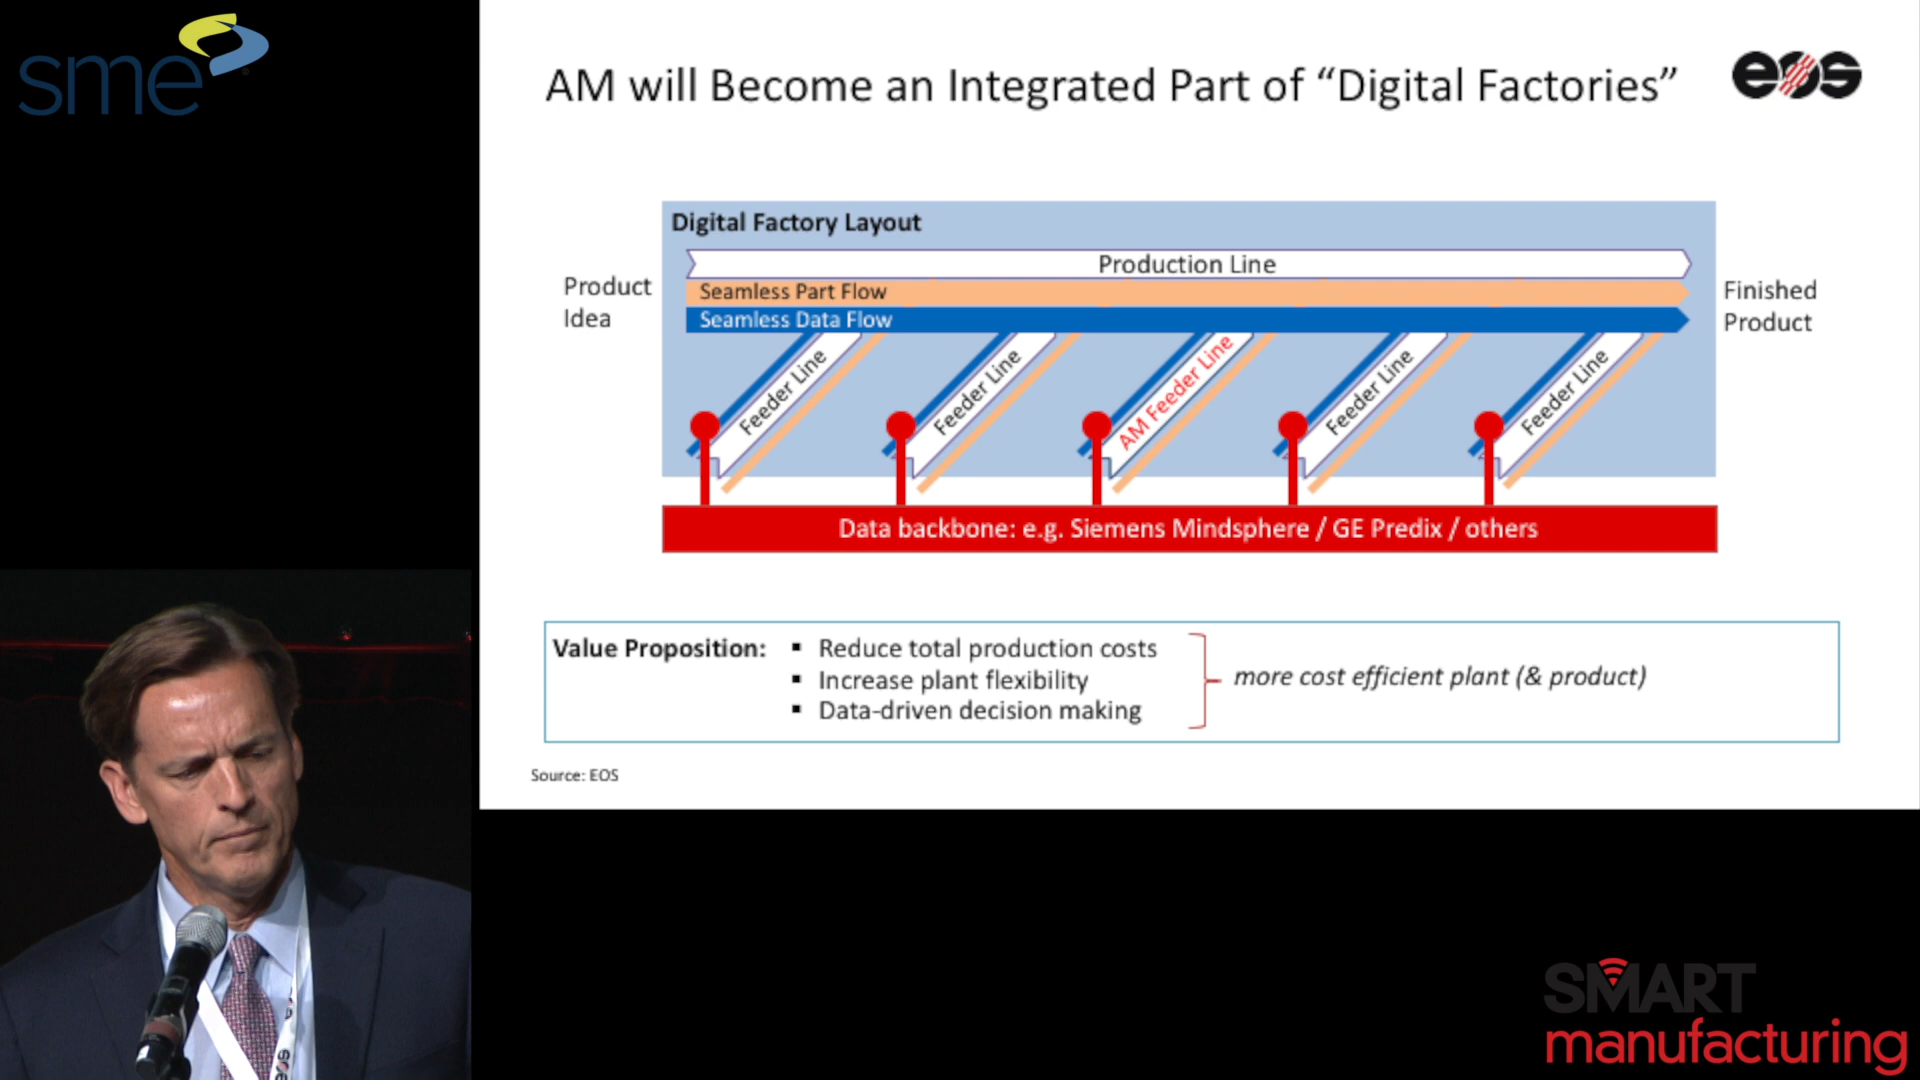 sme
AM will Become an Integrated Part of “Digital Factories”
eos
Digital Factory Layout
Production Line
Product
Idea
Seamless Part Flow
Seamless Data Flow
Finished
Product
Feeder Line
Feeder Line
AM Feeder Line
Feeder Line
Feeder Line
Data backbone: e.g. Siemens Mindsphere / GE Predix / others
Value Proposition:
▪ Reduce total production costs
▪ Increase plant flexibility
▪ Data-driven decision making
more cost efficient plant (& product)
Source: EOS
eos
SMART
manufacturing